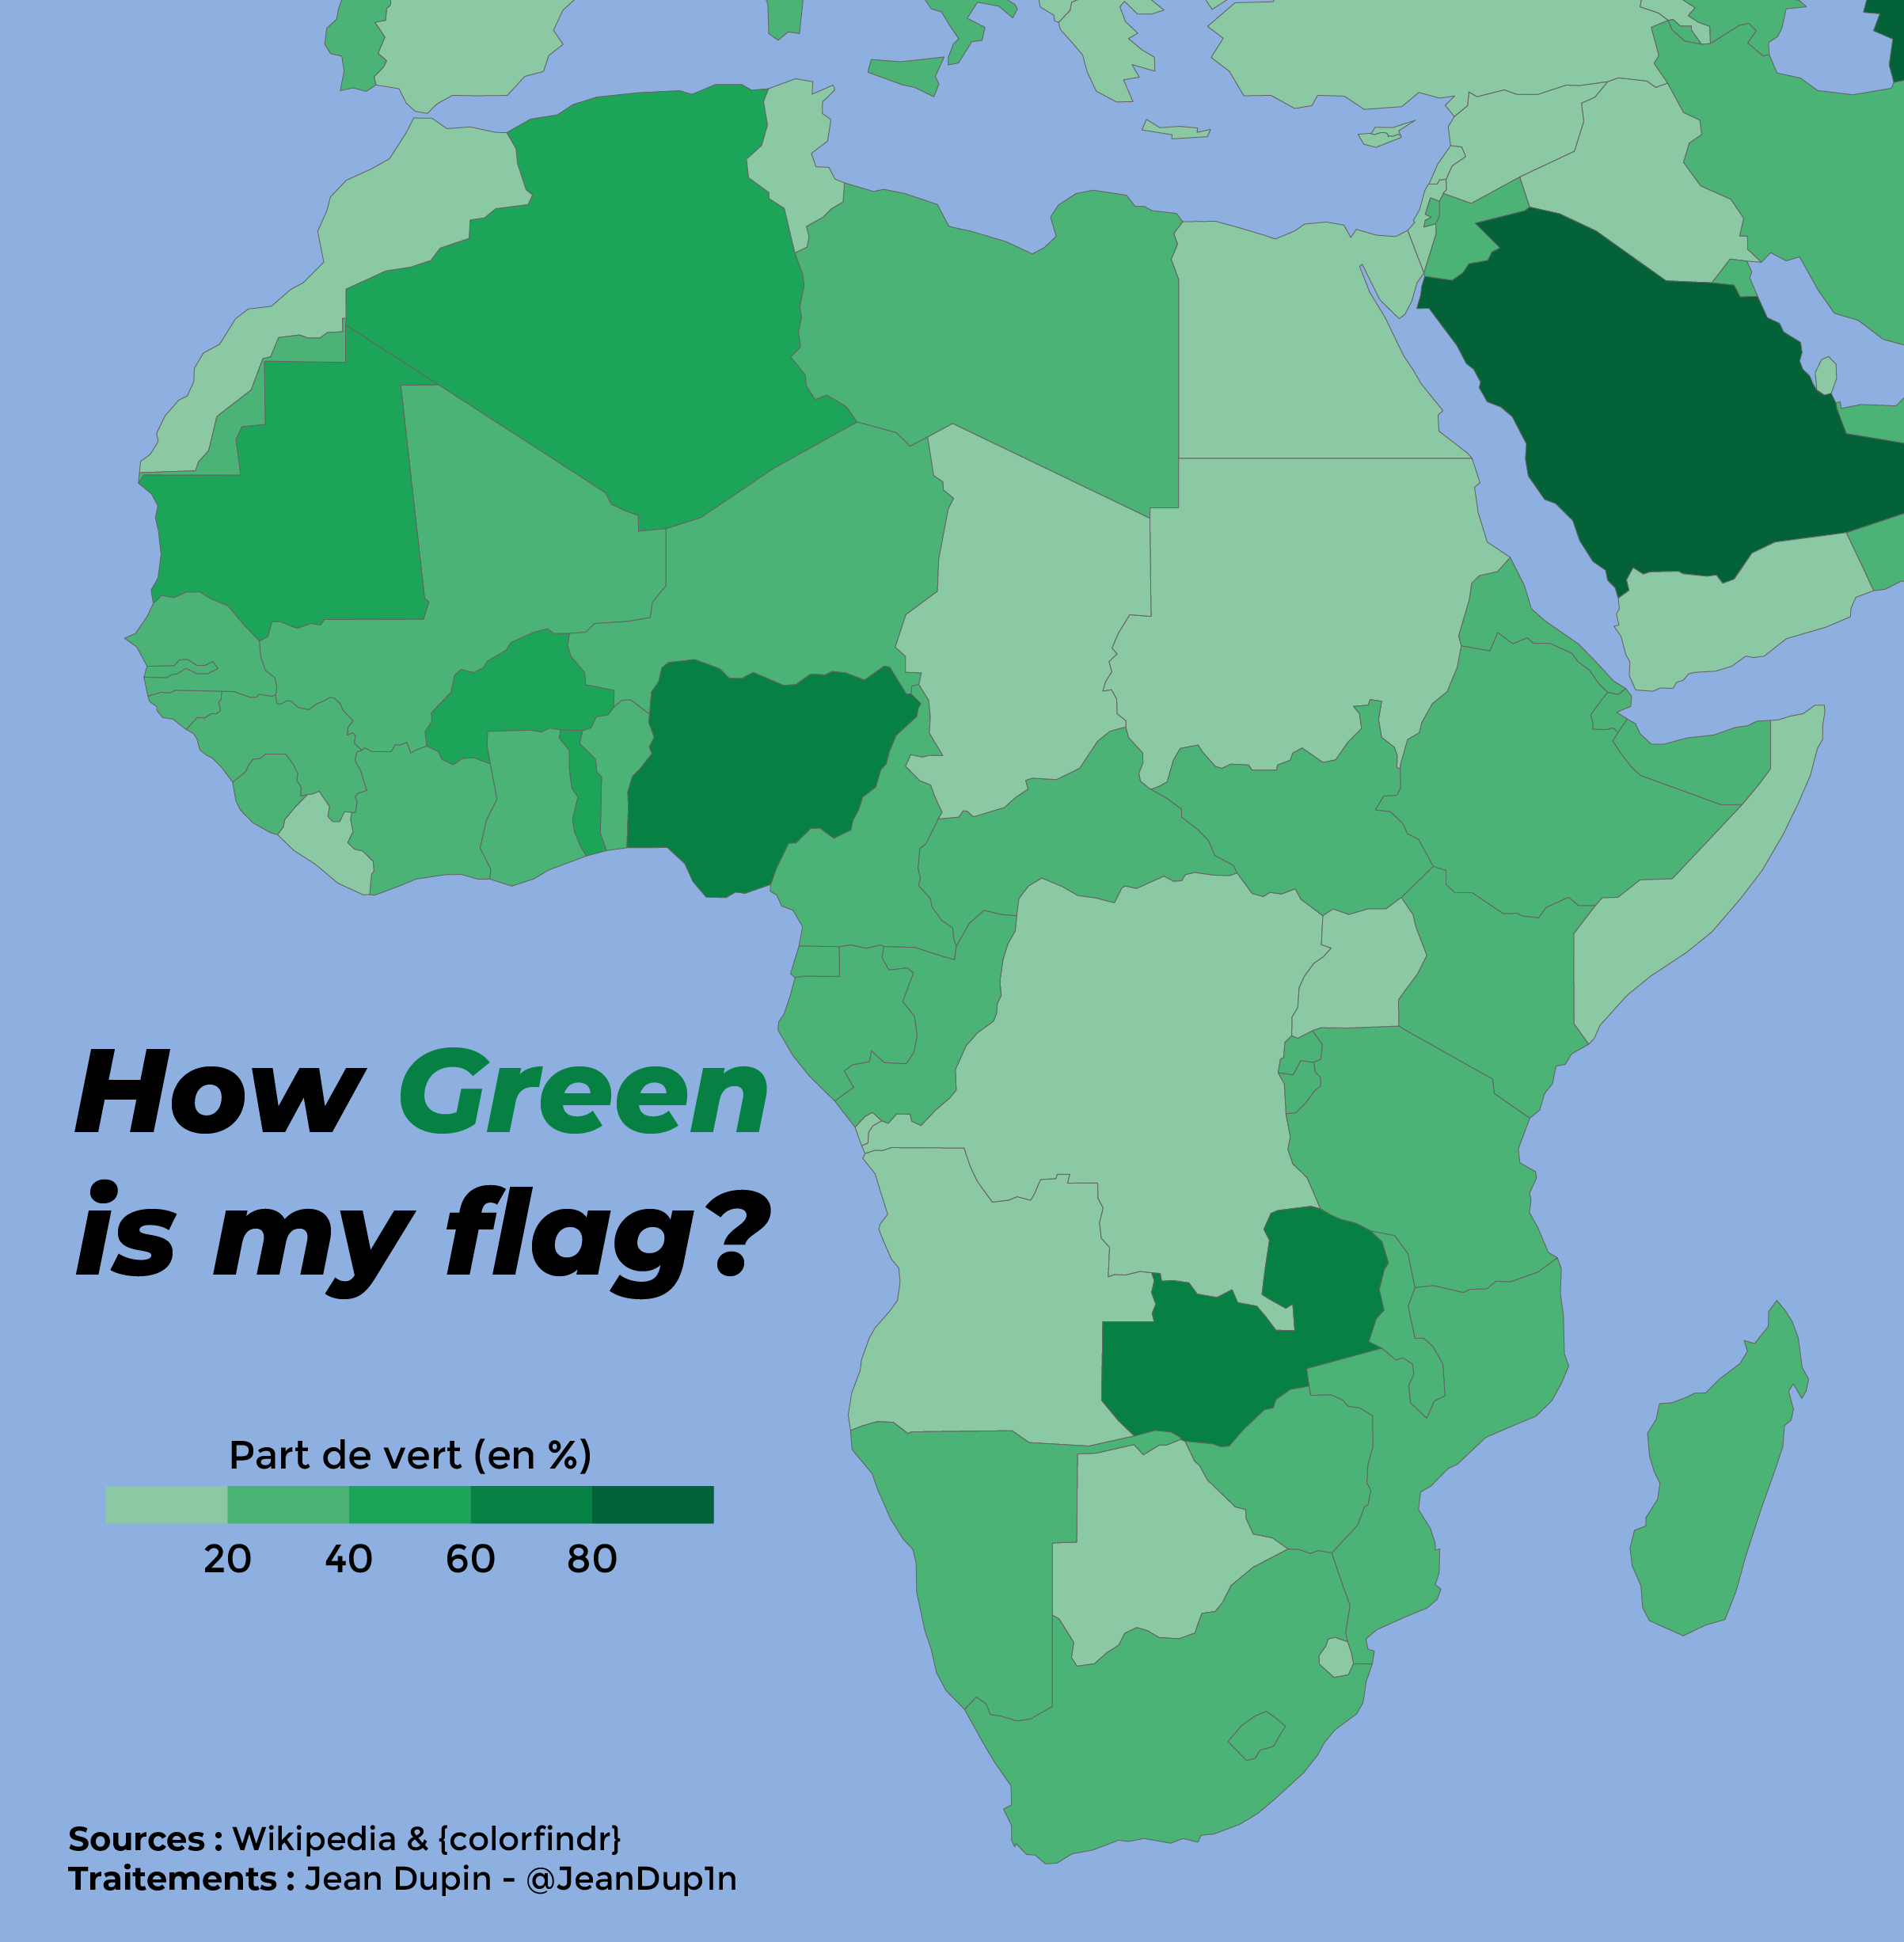 How Green
is my flag?
Part de vert (en %)
20 40 60 80
Sources : Wikipedia & {colorfindr}
Traitements : Jean Dupin - @JeanDup1n